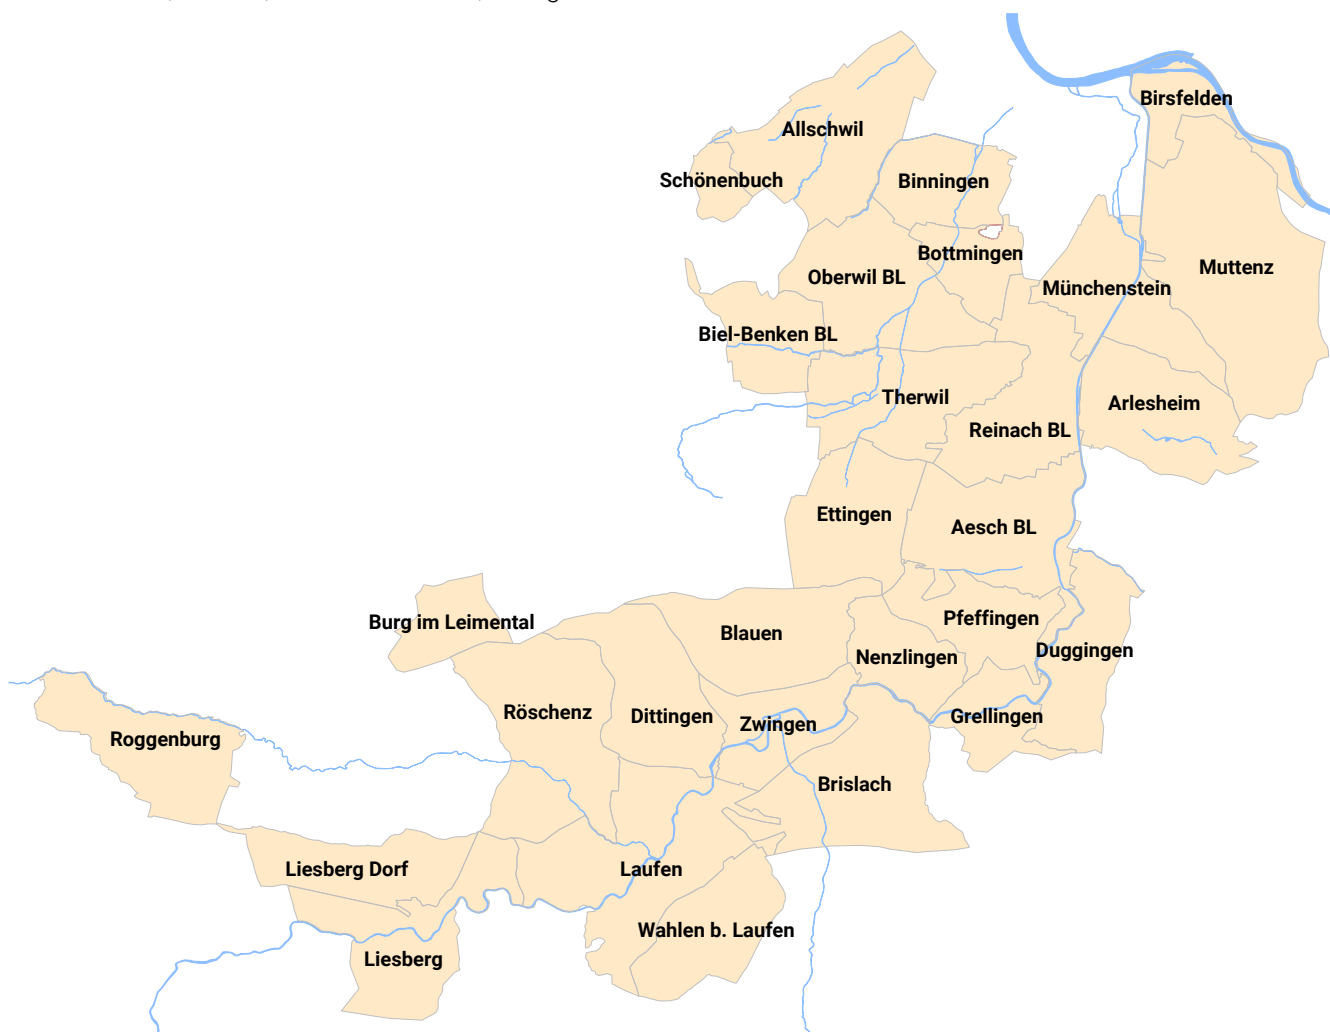 Birsfelden
Allschwil
Schönenbuch
Binningen
Bottmingen
Muttenz
Oberwil BL
Münchenstein
Biel-Benken BL
Therwil
Arlesheim
Reinach BL
Ettingen
Aesch BL
Burg im Leimental
Pfeffingen
Blauen
Duggingen
Nenzlingen
Röschenz
Dittingen
Grellingen
Zwingen
Roggenburg
Brislach
Liesberg Dorf
Laufen
Wahlen b. Laufen
Liesberg